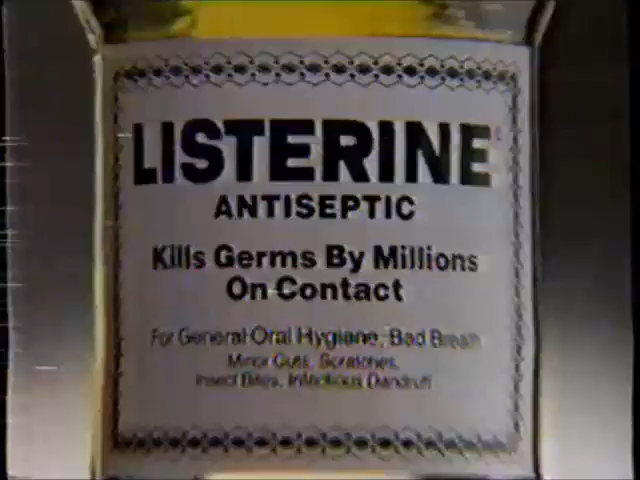 LISTERINE
ANTISEPTIC
Kills Germs By Millions
On Contact
For General Oral Hygiene, Bad Breath
Minor Cuts, Scratches,
Insect Bites, Infectious Dandruff